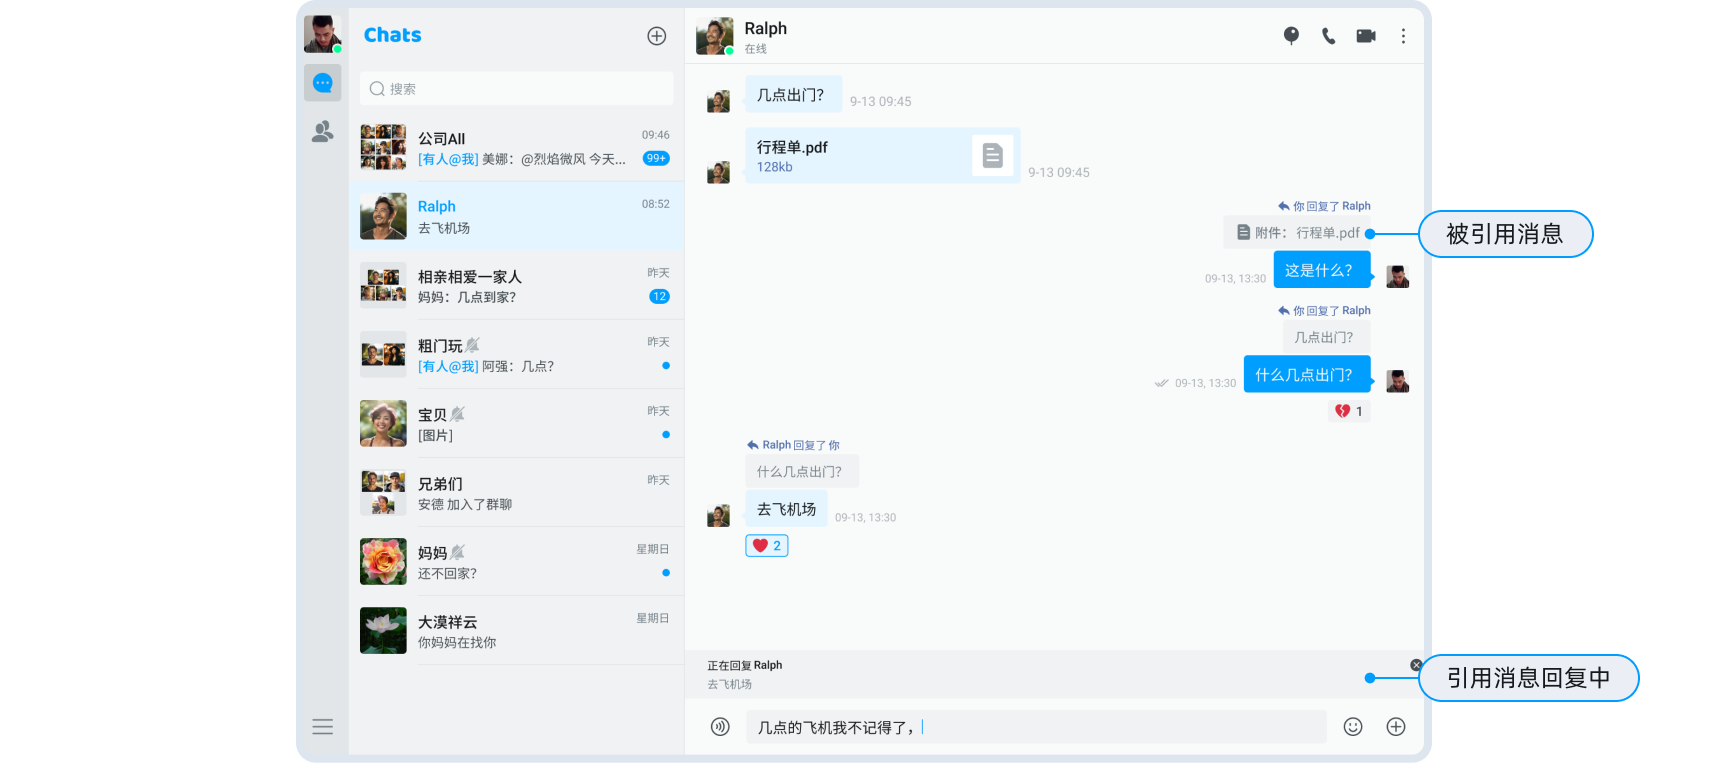 Chats
搜索
公司All
09:46
[有人@我] 美娜：@烈焰微风 今天...
99+
Ralph
08:52
去飞机场
相亲相爱一家人
昨天
妈妈：几点到家？
12
粗门玩
昨天
[有人@我] 阿强：几点？
宝贝
昨天
[图片]
兄弟们
昨天
安德 加入了群聊
妈妈
星期日
还不回家？
大漠祥云
星期日
你妈妈在找你
Ralph
在线
几点出门？
9-13 09:45
行程单.pdf
128kb
9-13 09:45
你 回复了 Ralph
附件： 行程单.pdf
被引用消息
这是什么？
09-13, 13:30
你 回复了 Ralph
几点出门？
什么几点出门？
09-13, 13:30
1
Ralph 回复了 你
什么几点出门？
去飞机场
09-13, 13:30
2
正在回复 Ralph
去飞机场
引用消息回复中
几点的飞机我不记得了，